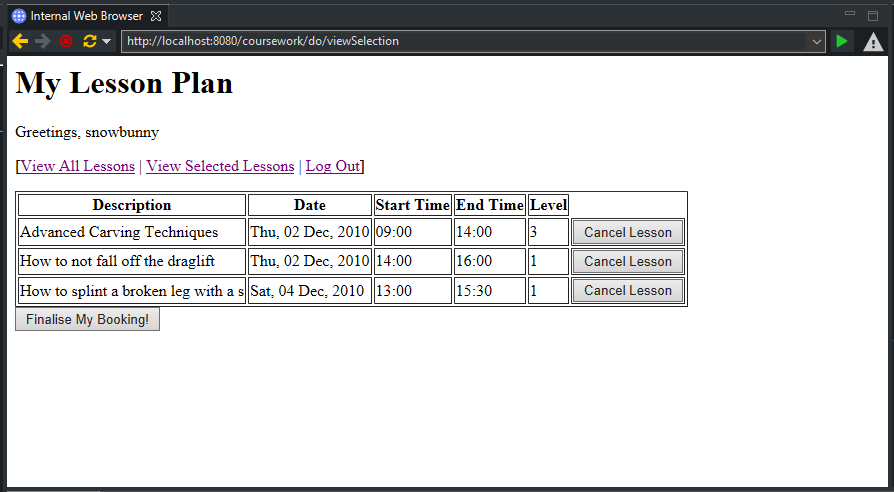 Internal Web Browser
http://localhost:8080/coursework/do/viewSelection
My Lesson Plan
Greetings, snowbunny
[View All Lessons | View Selected Lessons | Log Out]
Description Date Start Time End Time Level
Advanced Carving Techniques Thu, 02 Dec, 2010 09:00 14:00 3 Cancel Lesson
How to not fall off the draglift Thu, 02 Dec, 2010 14:00 16:00 1 Cancel Lesson
How to splint a broken leg with a s Sat, 04 Dec, 2010 13:00 15:30 1 Cancel Lesson
Finalise My Booking!